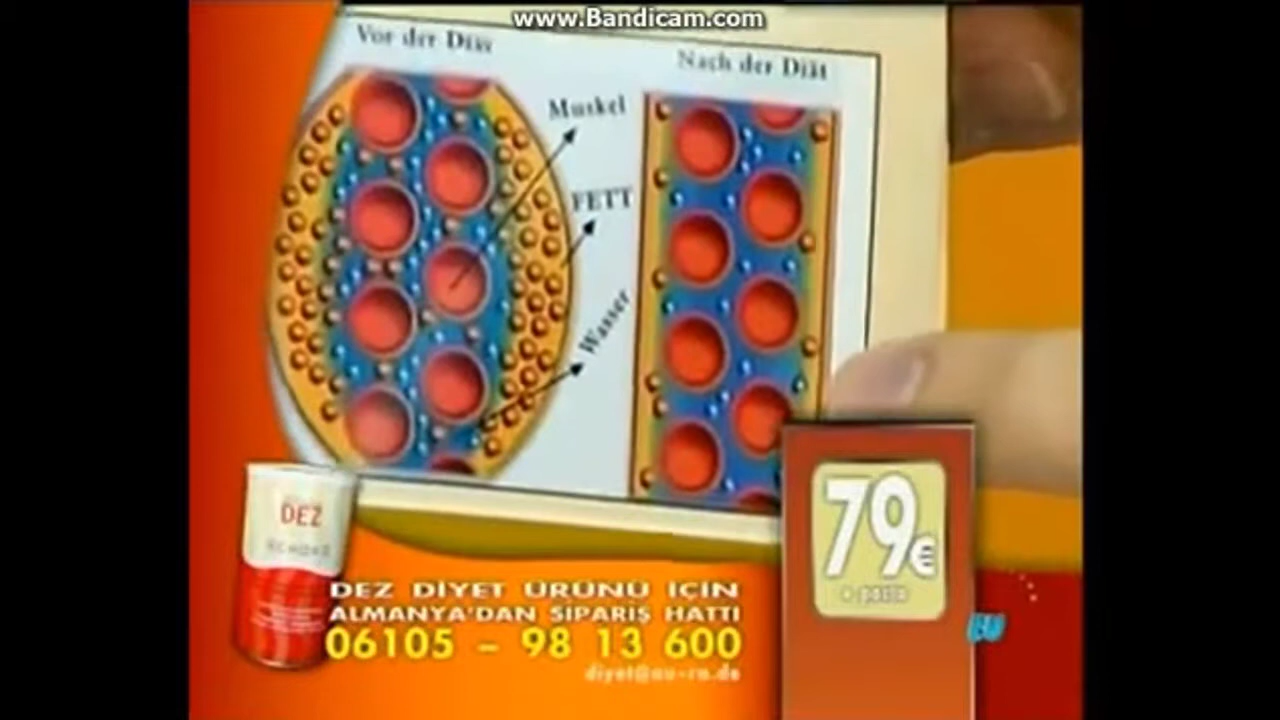 www.Bandicam.com
Vor der Diät
Nach der Diät
Muskel
FETT
Wasser
DEZ
79€
+ posta
DEZ DİYET ÜRÜNÜ İÇİN
ALMANYA'DAN SİPARİŞ HATTI
06105 - 98 13 600